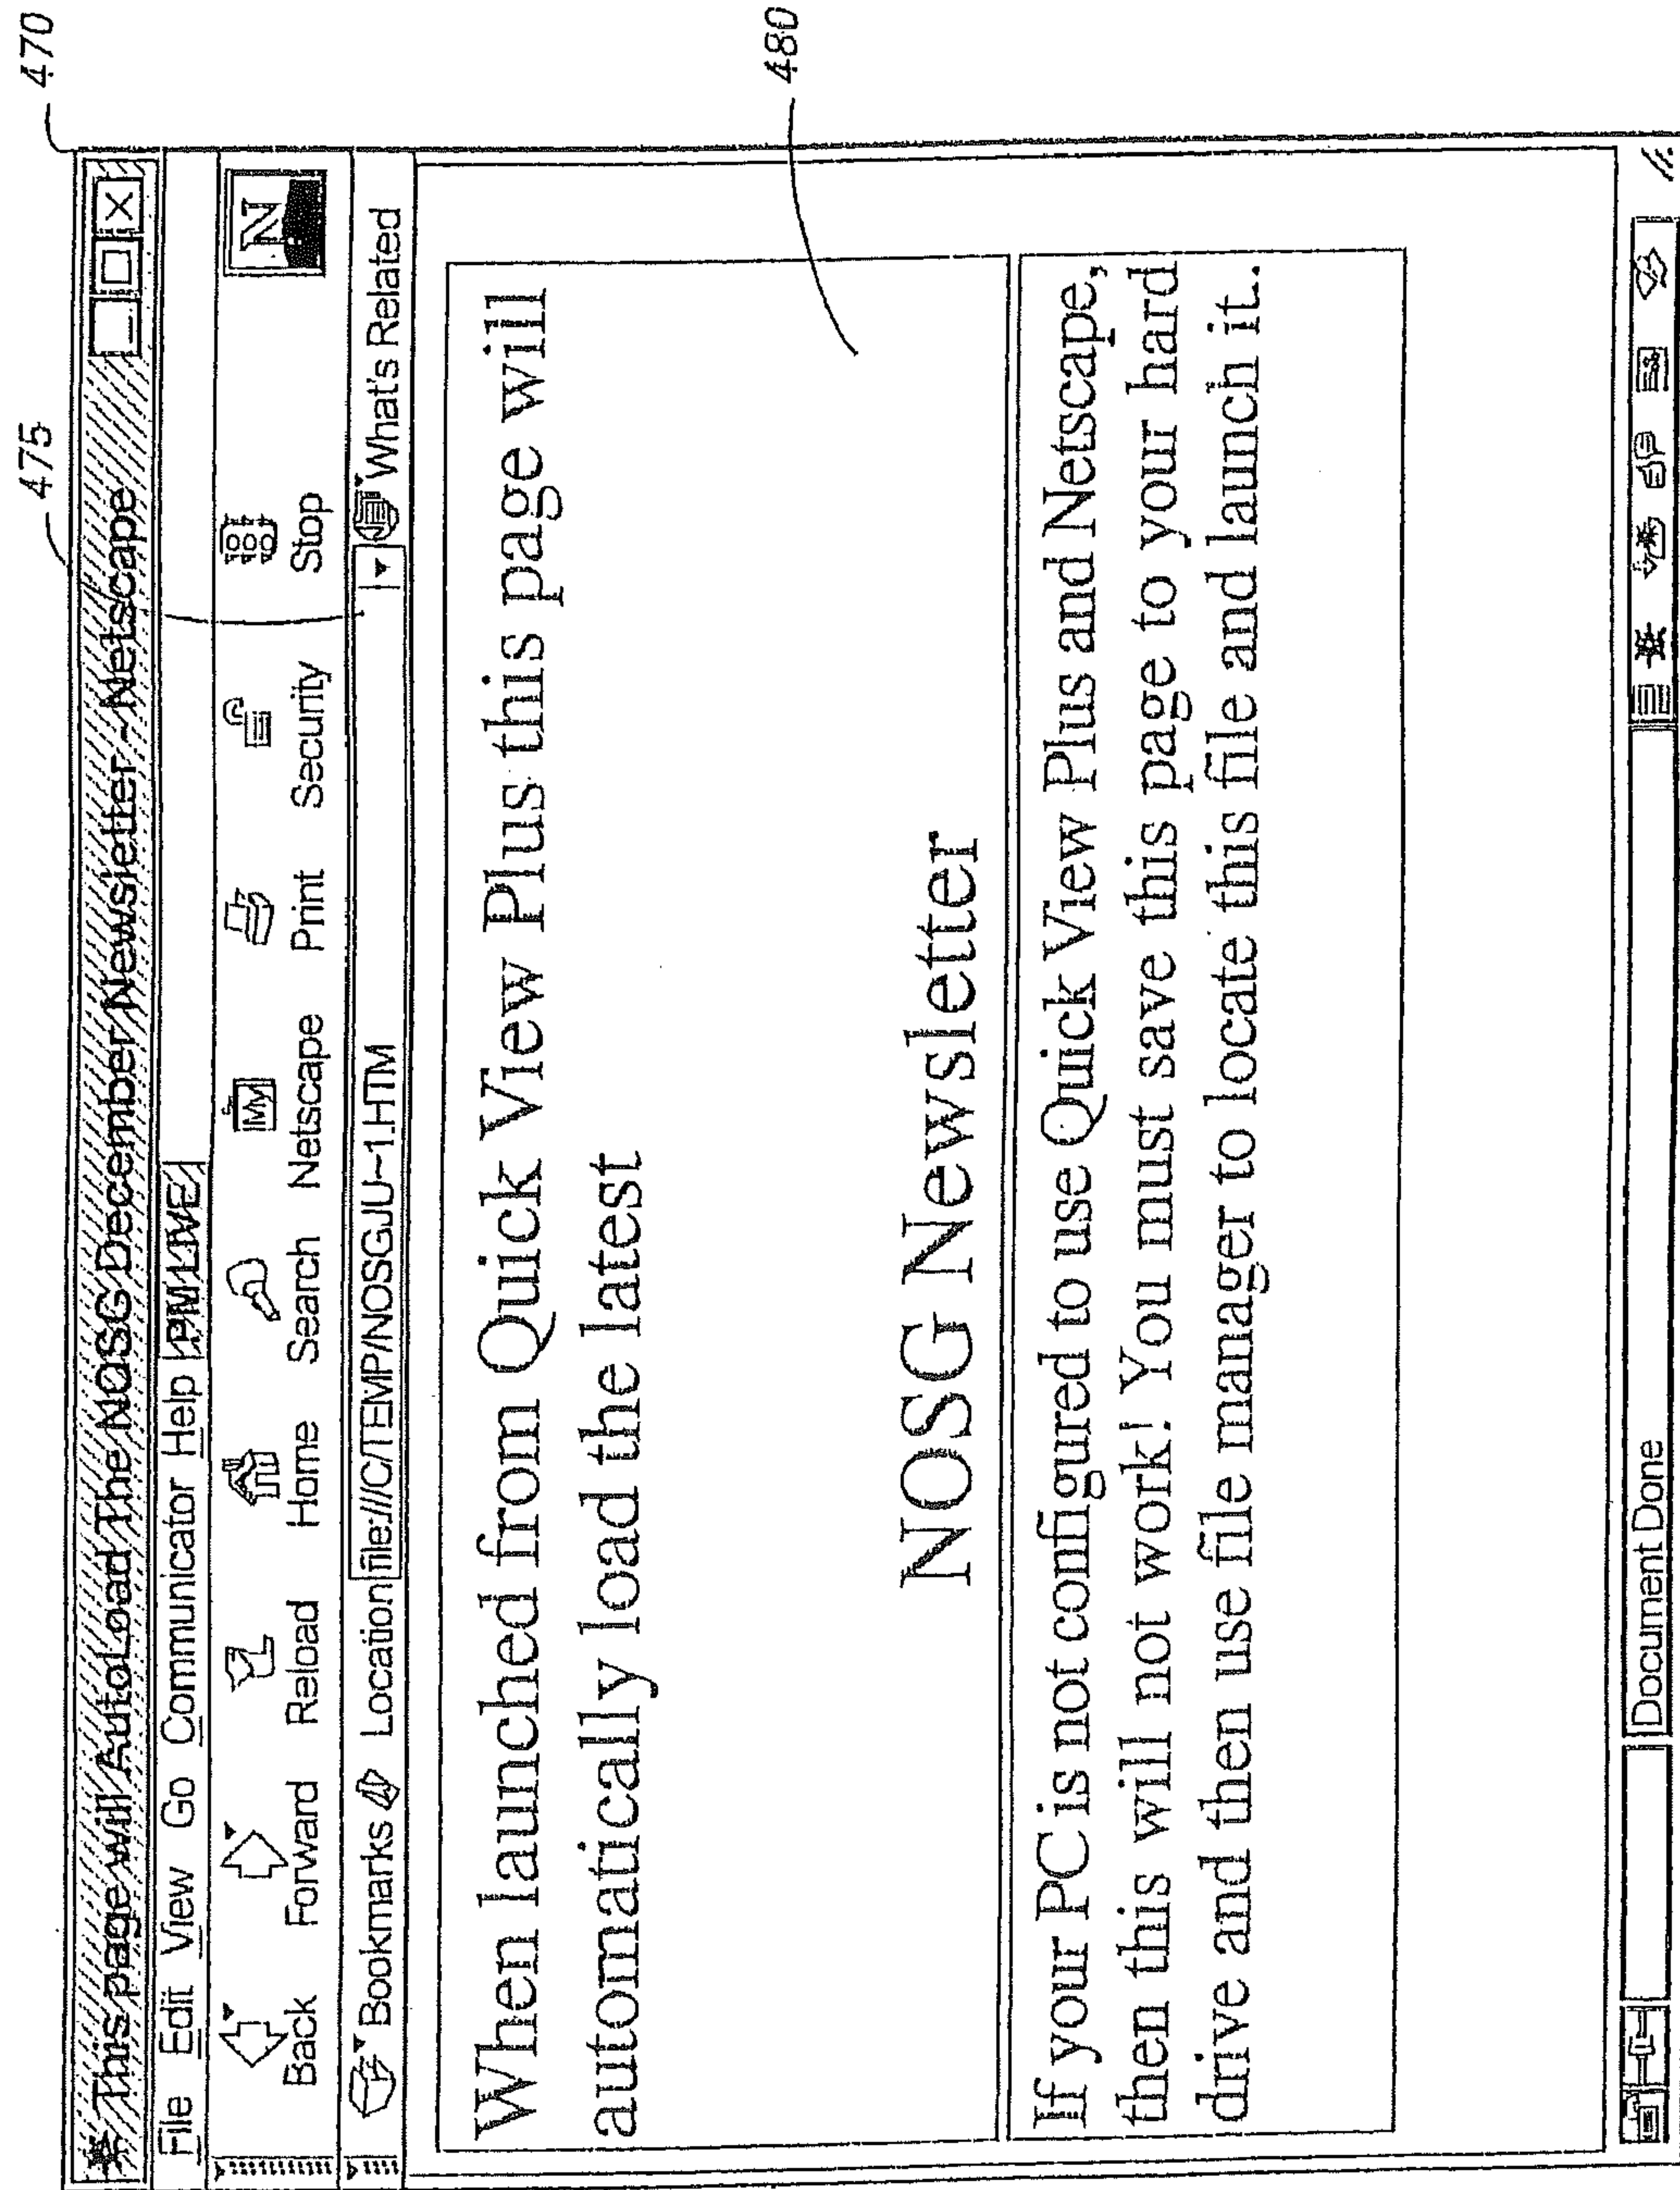 470
475
This page will AutoLoad The NOSG December Newsletter - Netscape
File Edit View Go Communicator Help PM LIVE
N
My
Back Forward Reload Home Search Netscape Print Security Stop
Bookmarks Location file:///C/TEMP/NOSGJU~1.HTM What's Related
When launched from Quick View Plus this page will
automatically load the latest
480
NOSG Newsletter
If your PC is not configured to use Quick View Plus and Netscape,
then this will not work! You must save this page to your hard
drive and then use file manager to locate this file and launch it.
Document Done